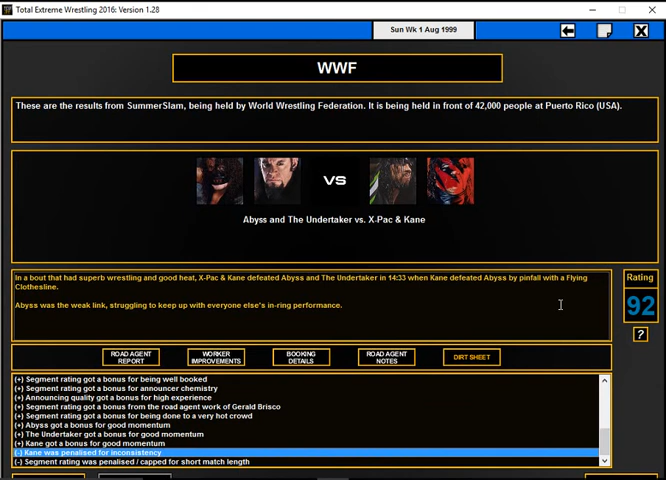 Total Extreme Wrestling 2016: Version 1.28
Sun Wk 1 Aug 1999
WWF
These are the results from SummerSlam, being held by World Wrestling Federation. It is being held in front of 42,000 people at Puerto Rico (USA).
VS
Abyss and The Undertaker vs. X-Pac & Kane
In a bout that had superb wrestling and good heat, X-Pac & Kane defeated Abyss and The Undertaker in 14:33 when Kane defeated Abyss by pinfall with a Flying
Clothesline.
Abyss was the weak link, struggling to keep up with everyone else's in-ring performance.
Rating
92
?
ROAD AGENT
REPORT
WORKER
IMPROVEMENTS
BOOKING
DETAILS
ROAD AGENT
NOTES
DIRT SHEET
(+) Segment rating got a bonus for being well booked
(+) Segment rating got a bonus for announcer chemistry
(+) Announcing quality got a bonus for high experience
(+) Segment rating got a bonus from the road agent work of Gerald Brisco
(+) Segment rating got a bonus for being done to a very hot crowd
(+) Abyss got a bonus for good momentum
(+) The Undertaker got a bonus for good momentum
(+) Kane got a bonus for good momentum
(-) Kane was penalised for inconsistency
(-) Segment rating was penalised / capped for short match length